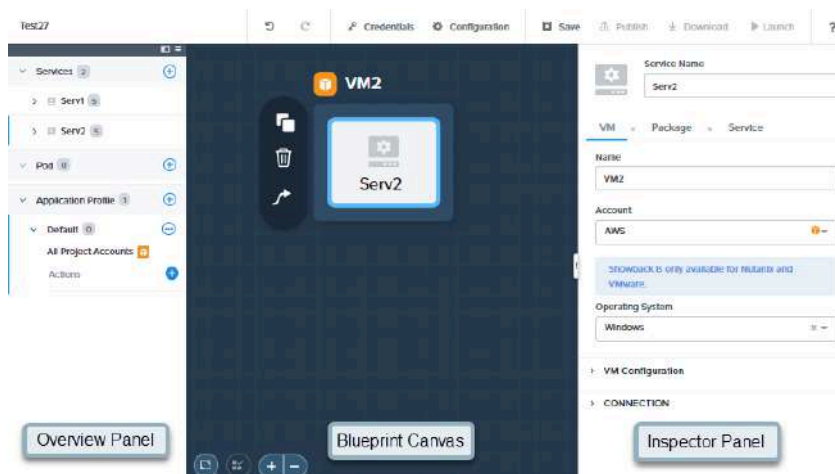 Test27
Credentials
Configuration
Save
Publish
Download
Launch
?
Services 2
Serv1 5
Serv2 5
Pod 0
Application Profile 1
Default 0
All Project Accounts
Actions
Overview Panel
VM2
Serv2
Blueprint Canvas
Service Name
Serv2
VM
Package
Service
Name
VM2
Account
AWS
Showback is only available for Nutanix and
VMware.
Operating System
Windows
VM Configuration
CONNECTION
Inspector Panel